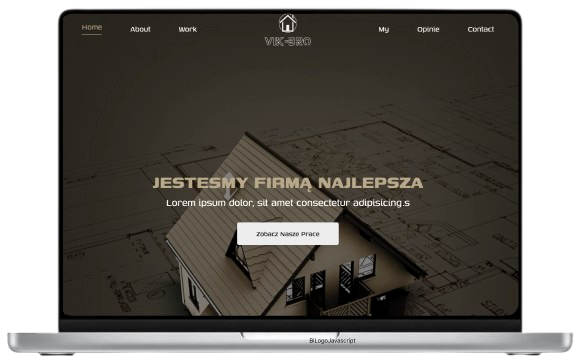 Home
About
Work
VIK-BRO
My
Opinie
Contact
JESTESMY FIRMĄ NAJLEPSZA
Lorem ipsum dolor, sit amet consectetur adipisicing.s
Zobacz Nasze Prace
BiLogoJavascript